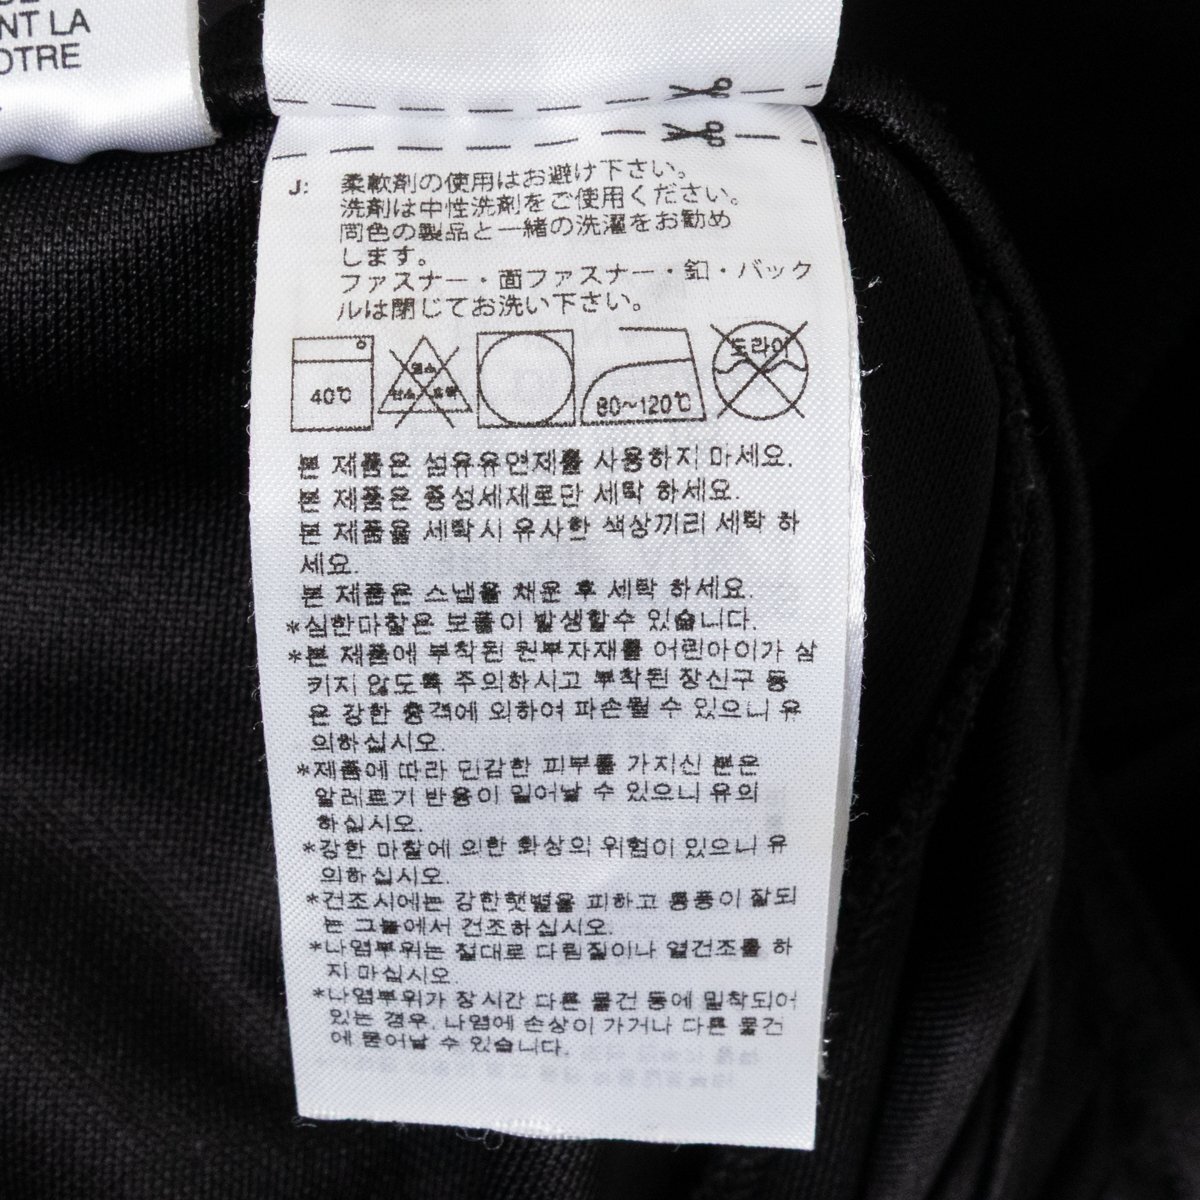 NT LA
OTRE
J: 柔軟剤の使用はお避け下さい。
洗剤は中性洗剤をご使用ください。
同色の製品と一緒の洗濯をお勧め
します。
ファスナー・面ファスナー・釦・バック
ルは閉じてお洗い下さい。
40℃
염소
산소 표백
80~120℃
드라이
본 제품은 섬유유연제를 사용하지 마세요.
본 제품은 중성세제로만 세탁 하세요.
본 제품을 세탁시 유사한 색상끼리 세탁 하
세요.
본 제품은 스냅을 채운 후 세탁 하세요.
*심한마찰은 보풀이 발생할수 있습니다.
*본 제품에 부착된 원부자재를 어린아이가 삼
키지 않도록 주의하시고 부착된 장신구 등
은 강한 충격에 의하여 파손될 수 있으니 유
의하십시오.
*제품에 따라 민감한 피부를 가지신 분은
알레르기 반응이 일어날 수 있으니 유의
하십시오.
*강한 마찰에 의한 화상의 위험이 있으니 유
의하십시오.
*건조시에는 강한햇볕을 피하고 통풍이 잘되
는 그늘에서 건조하십시오.
*나염부위는 절대로 다림질이나 열건조를 하
지 마십시오.
*나염부위가 장시간 다른 물건 등에 밀착되어
있는 경우, 나염에 손상이 가거나 다른 물건
에 묻어날 수 있습니다.